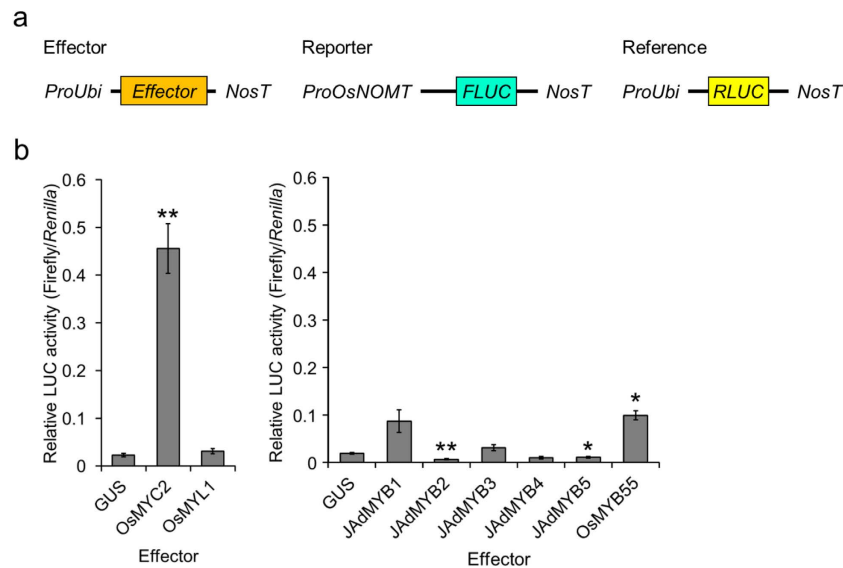 a
Effector Reporter Reference
ProUbi Effector NosT ProOsNOMT FLUC NosT ProUbi RLUC NosT
b
Relative LUC activity (Firefly/Renilla)
0.6
0.5
0.4
0.3
0.2
0.1
0
**
GUS
OsMYC2
OsMYL1
Effector
Relative LUC activity (Firefly/Renilla)
0.6
0.5
0.4
0.3
0.2
0.1
0
**
*
*
GUS
JAdMYB1
JAdMYB2
JAdMYB3
JAdMYB4
JAdMYB5
OsMYB55
Effector